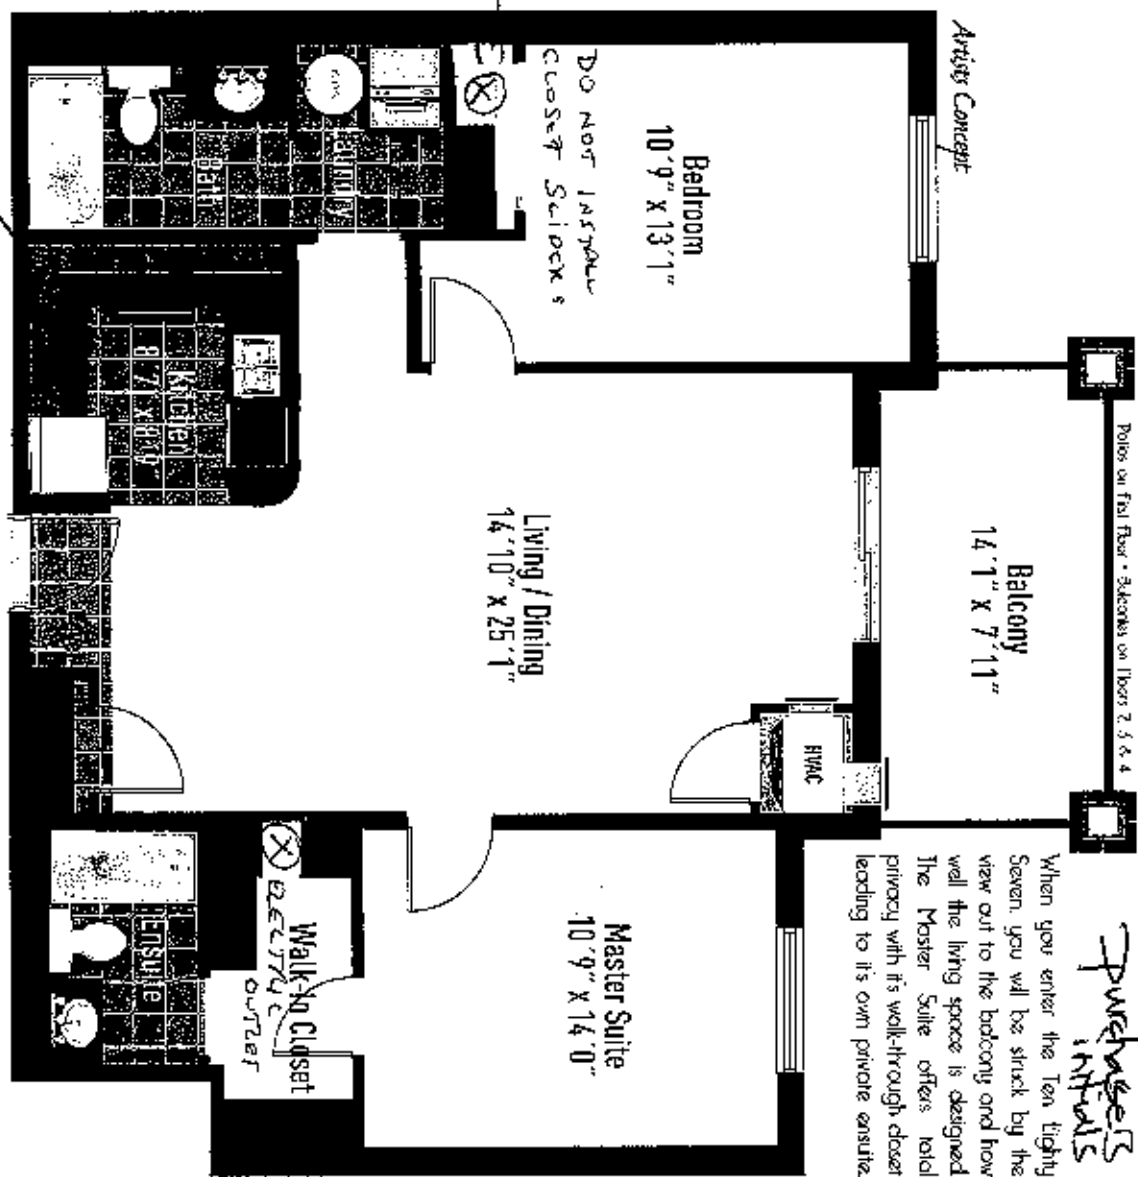 Artists Concept
Patios on First Floor • Balconies on Floors 2, 3 & 4
Purchasers
initials
When you enter the Ten Eighty
Seven, you will be struck by the
view out to the balcony and how
well the living space is designed.
The Master Suite offers total
privacy with its walk-through closet
leading to its own private ensuite.
Balcony
14'1" x 7'11"
Bedroom
10'9" x 13'1"
DO NOT INSTALL
CLOSET SLIDERS
Laundry
Bath
Kitchen
Living / Dining
14'10" x 25'1"
HVAC
Master Suite
10'9" x 14'0"
Walk-In Closet
ELECTRIC
OUTLET
Ensuite